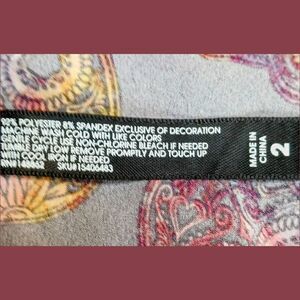 92% POLYESTER 8% SPANDEX EXCLUSIVE OF DECORATION
MACHINE WASH COLD WITH LIKE COLORS
GENTLE CYCLE USE NON-CHLORINE BLEACH IF NEEDED
TUMBLE DRY LOW REMOVE PROMPTLY AND TOUCH UP
WITH COOL IRON IF NEEDED
SKU#15406483
MADE IN
CHINA
2